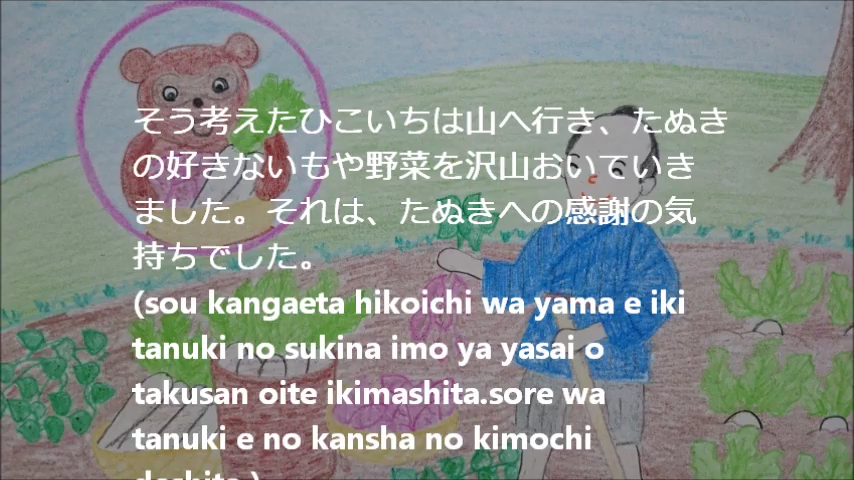 そう考えたひこいちは山へ行き、たぬき
の好きないもや野菜を沢山おいていき
ました。それは、たぬきへの感謝の気
持ちでした。
(sou kangaeta hikoichi wa yama e iki
tanuki no sukina imo ya yasai o
takusan oite ikimashita.sore wa
tanuki e no kansha no kimochi
deshita.)